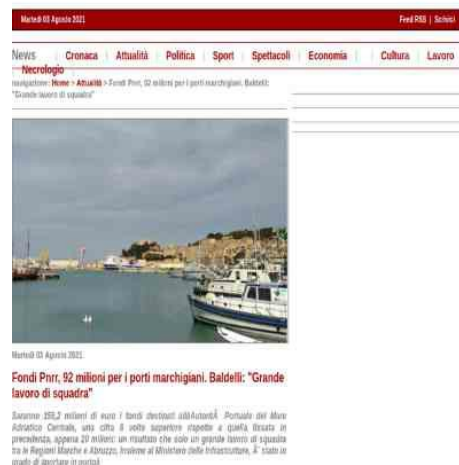 Martedì 03 Agosto 2021
Feed RSS | Scrivici
News Cronaca Attualità Politica Sport Spettacoli Economia Cultura Lavoro
Necrologio
navigazione: Home > Attualità > Fondi Pnrr, 92 milioni per i porti marchigiani. Baldelli:
"Grande lavoro di squadra"
Martedì 03 Agosto 2021
Fondi Pnrr, 92 milioni per i porti marchigiani. Baldelli: "Grande
lavoro di squadra"
Saranno 155,2 milioni di euro i fondi destinati Portuale del Mare
Adriatico Centrale, una cifra 8 volte superiore rispetto a quella fissata in
precedenza, appena 20 milioni: un risultato che solo un grande lavoro di squadra
tra le Regioni Marche e Abruzzo, insieme al Ministero delle Infrastrutture, Ã¨ stato in
grado di portare in porto.